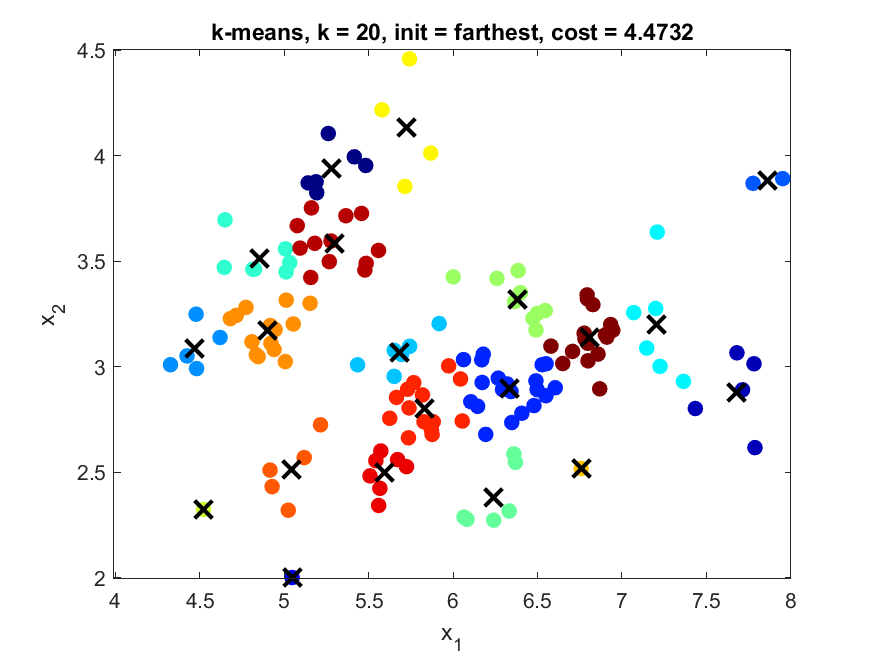 k-means, k = 20, init = farthest, cost = 4.4732
4.5
4
3.5
3
2.5
2
x2
4 4.5 5 5.5 6 6.5 7 7.5 8
x1